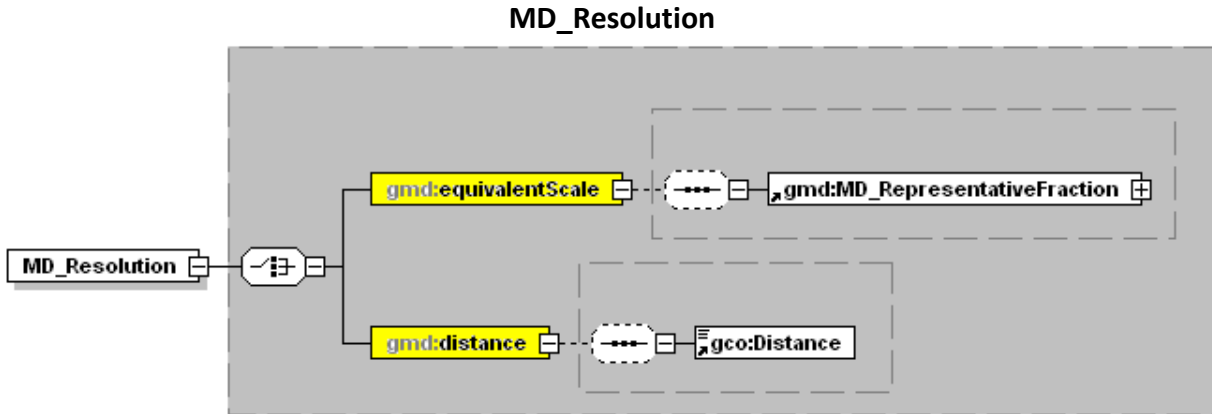 MD_Resolution
gmd:equivalentScale
gmd:MD_RepresentativeFraction
MD_Resolution
gmd:distance
gco:Distance